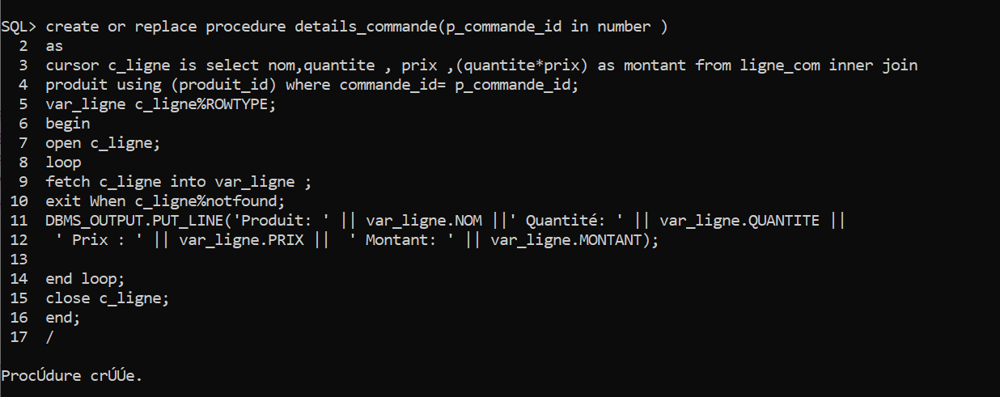 SQL> create or replace procedure details_commande(p_commande_id in number )
2 as
3 cursor c_ligne is select nom,quantite , prix ,(quantite*prix) as montant from ligne_com inner join
4 produit using (produit_id) where commande_id= p_commande_id;
5 var_ligne c_ligne%ROWTYPE;
6 begin
7 open c_ligne;
8 loop
9 fetch c_ligne into var_ligne ;
10 exit When c_ligne%notfound;
11 DBMS_OUTPUT.PUT_LINE('Produit: ' || var_ligne.NOM ||' Quantité: ' || var_ligne.QUANTITE ||
12 ' Prix : ' || var_ligne.PRIX || ' Montant: ' || var_ligne.MONTANT);
13
14 end loop;
15 close c_ligne;
16 end;
17 /
ProcÚdure crÚÚe.